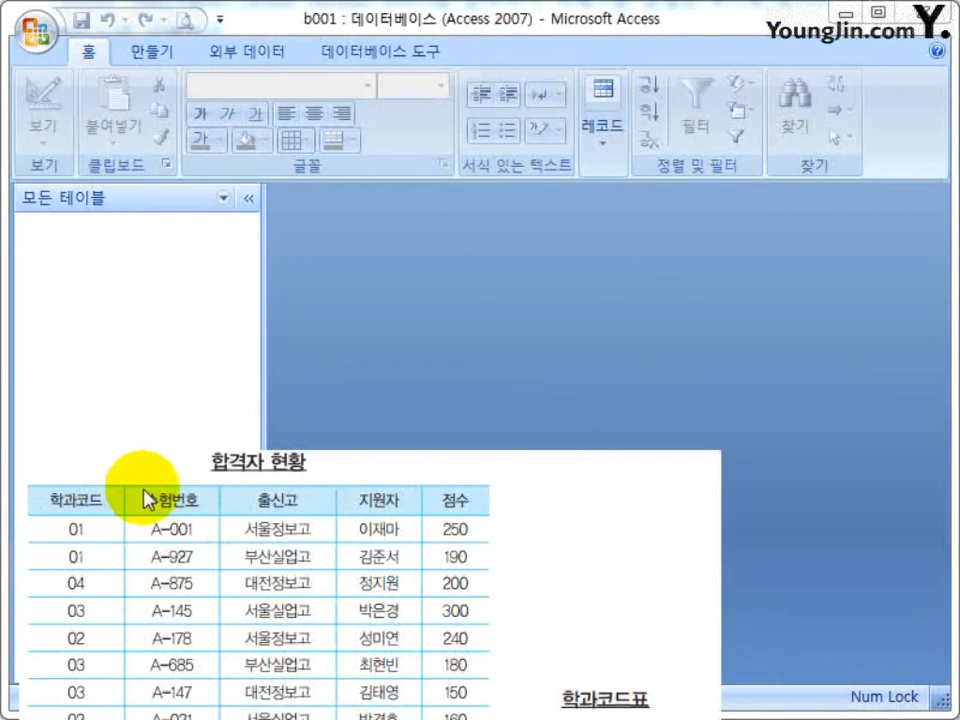 b001 : 데이터베이스 (Access 2007) - Microsoft Access
YoungJin.com Y.
홈 만들기 외부 데이터 데이터베이스 도구
보기 붙여넣기 가 가 가 가 레코드 필터 찾기
보기 클립보드 글꼴 서식 있는 텍스트 정렬 및 필터 찾기
모든 테이블
합격자 현황
학과코드 수험번호 출신고 지원자 점수
01 A-001 서울정보고 이재마 250
01 A-927 부산실업고 김준서 190
04 A-875 대전정보고 정지원 200
03 A-145 서울실업고 박은경 300
02 A-178 서울정보고 성미연 240
03 A-685 부산실업고 최현빈 180
03 A-147 대전정보고 김태영 150
학과코드표
Num Lock